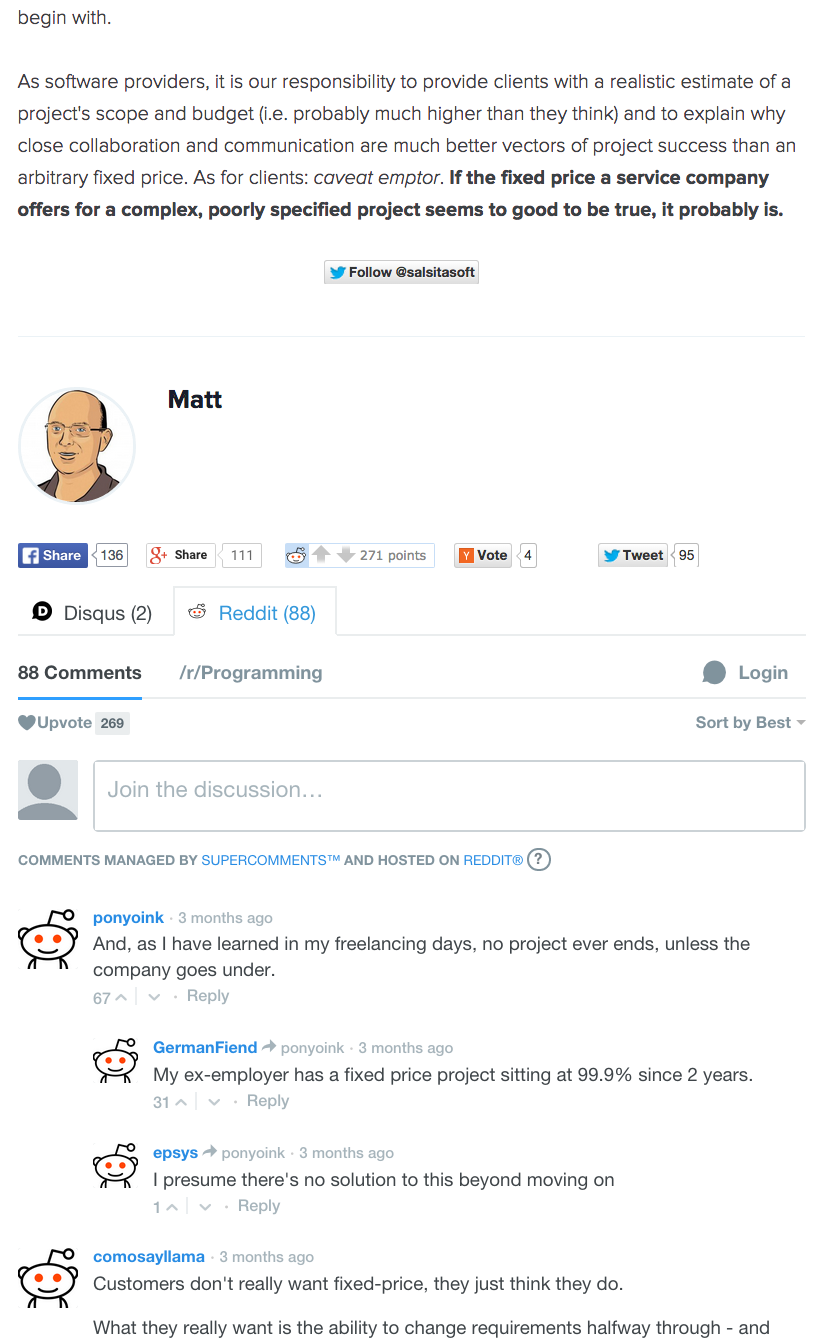 begin with.
As software providers, it is our responsibility to provide clients with a realistic estimate of a
project's scope and budget (i.e. probably much higher than they think) and to explain why
close collaboration and communication are much better vectors of project success than an
arbitrary fixed price. As for clients: caveat emptor. If the fixed price a service company
offers for a complex, poorly specified project seems to good to be true, it probably is.
Follow @salsitasoft
Matt
Share 136 g+ Share 111 271 points Y Vote 4 Tweet 95
D Disqus (2) Reddit (88)
88 Comments /r/Programming Login
Upvote 269 Sort by Best
Join the discussion...
COMMENTS MANAGED BY SUPERCOMMENTS™ AND HOSTED ON REDDIT® ?
ponyoink · 3 months ago
And, as I have learned in my freelancing days, no project ever ends, unless the
company goes under.
67 · Reply
GermanFiend ponyoink · 3 months ago
My ex-employer has a fixed price project sitting at 99.9% since 2 years.
31 · Reply
epsys ponyoink · 3 months ago
I presume there's no solution to this beyond moving on
1 · Reply
comosayllama · 3 months ago
Customers don't really want fixed-price, they just think they do.
What they really want is the ability to change requirements halfway through - and